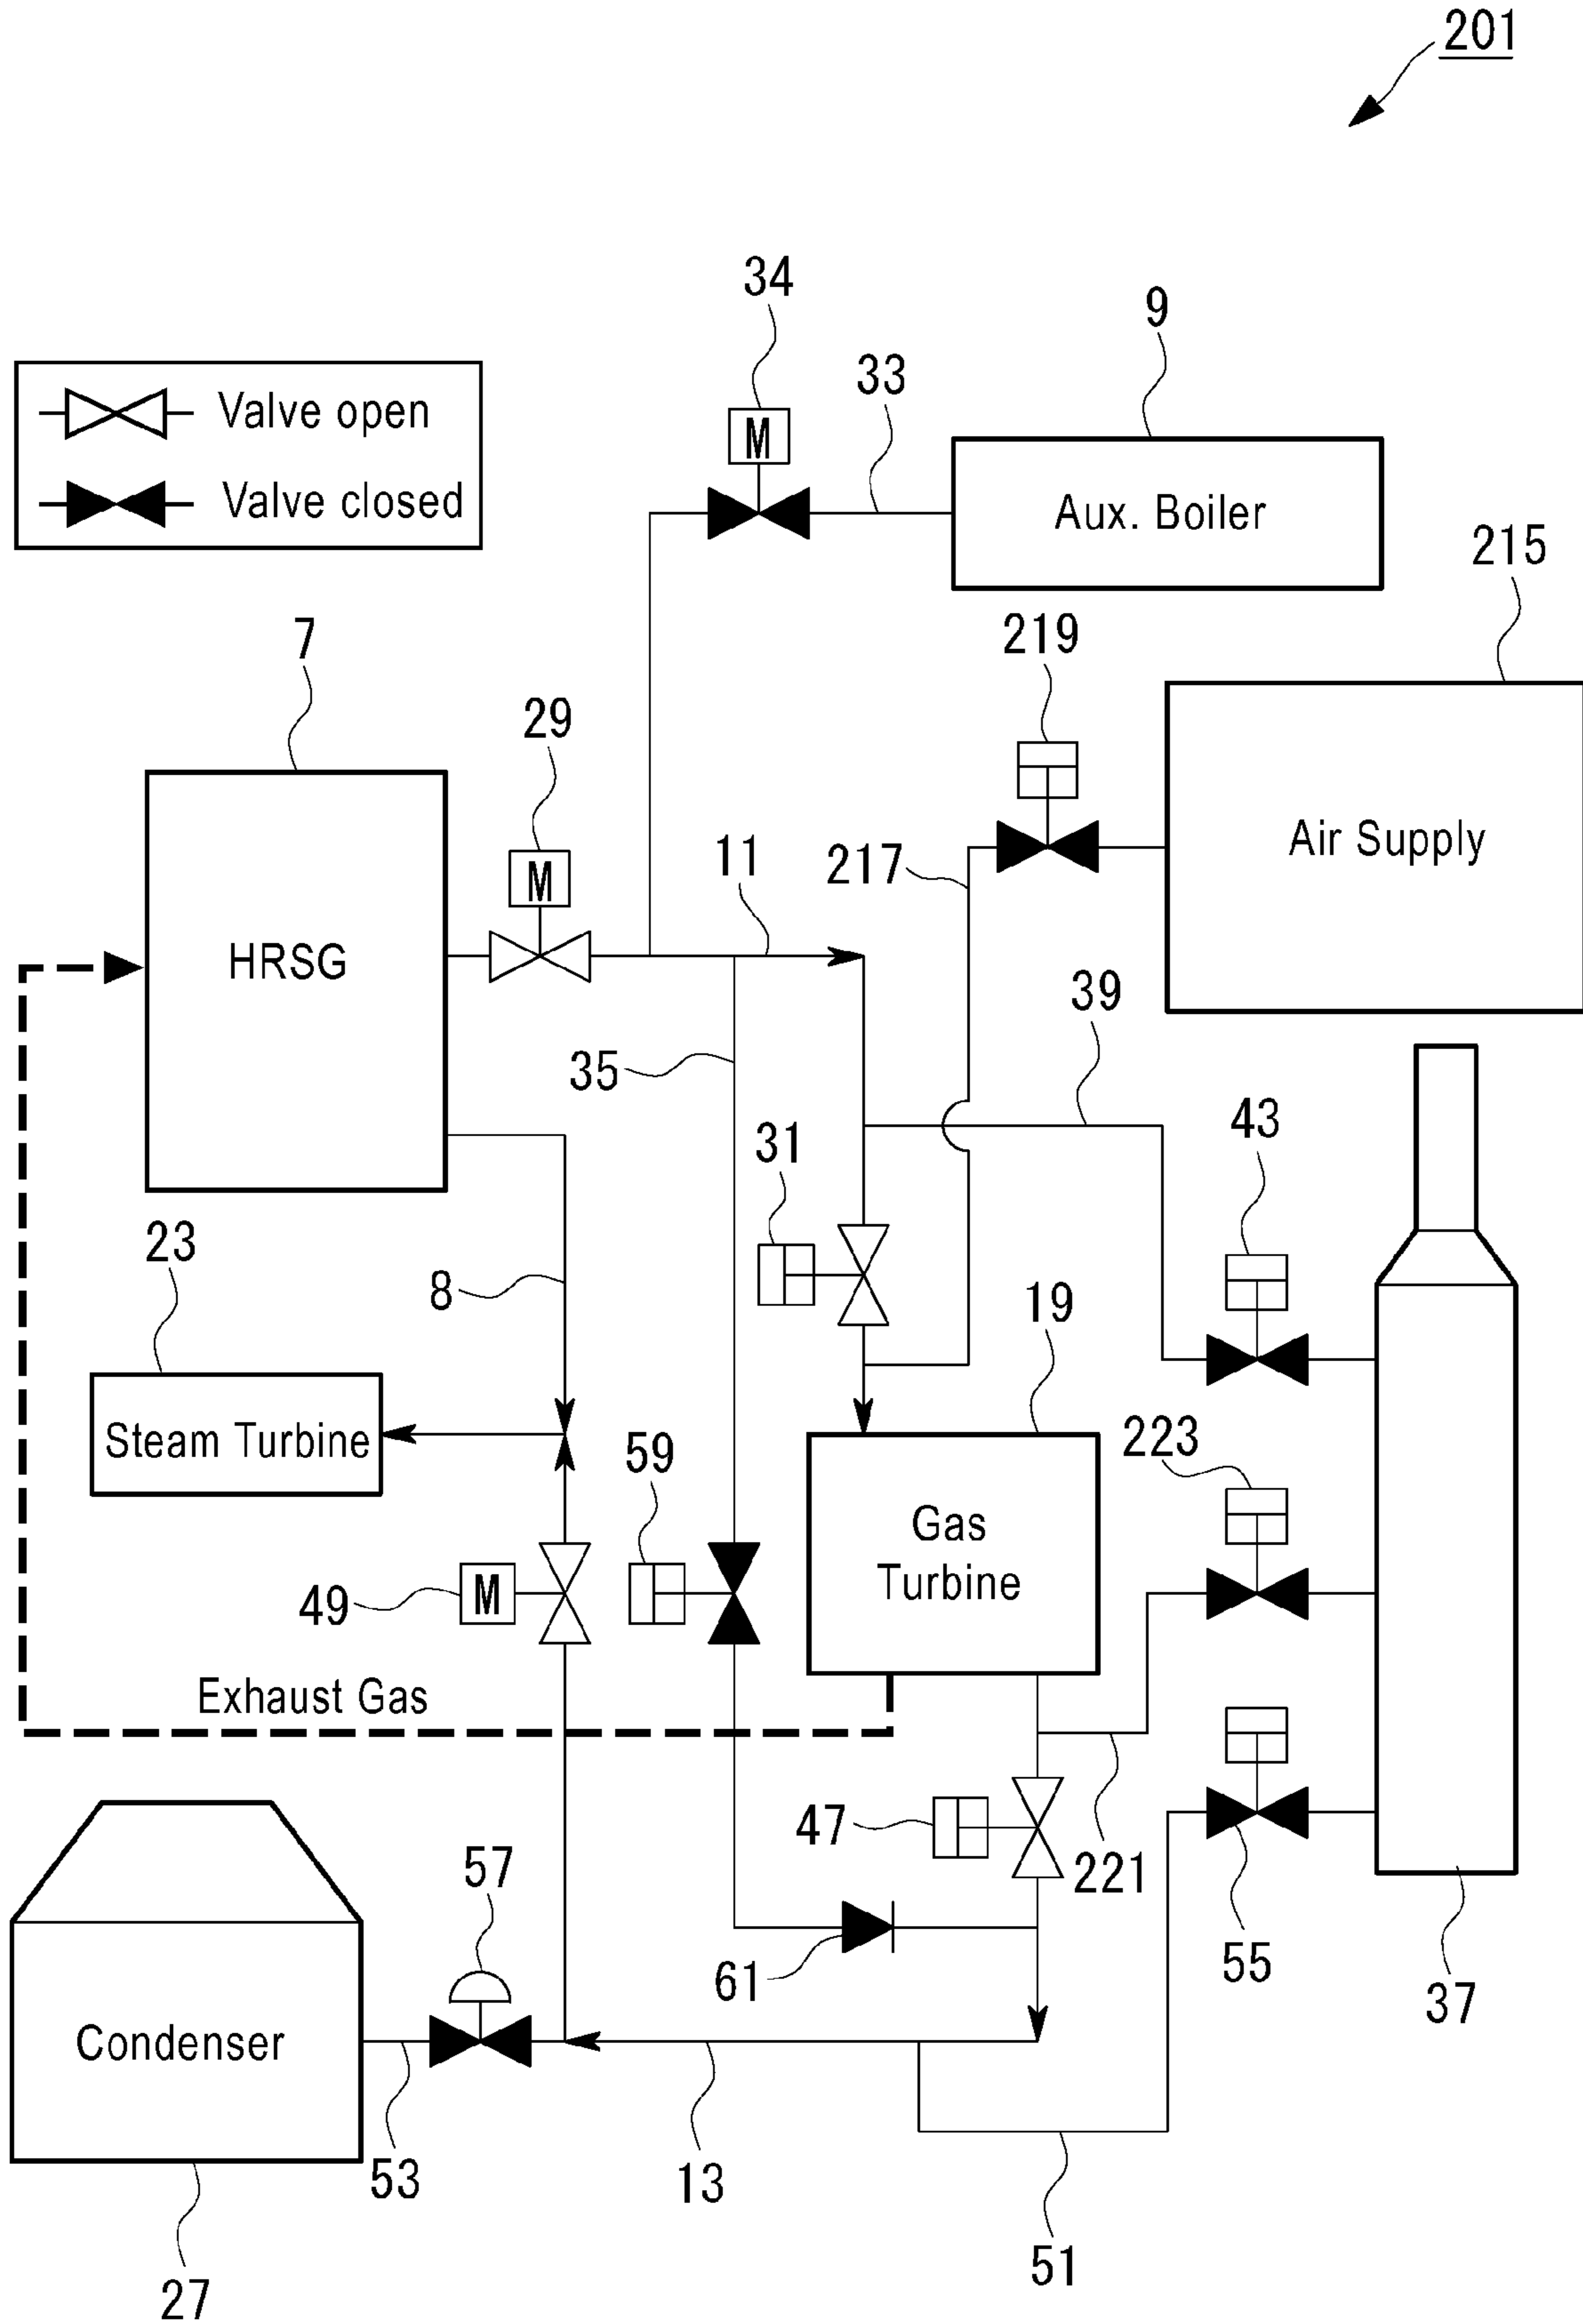 201
34
9
33
Valve open
Valve closed
M
Aux. Boiler
215
219
7
29
Air Supply
11
217
M
HRSG
39
35
43
31
23
8
19
Steam Turbine
223
59
Gas
Turbine
49
M
Exhaust Gas
47
57
221
61
55
37
Condenser
53
13
51
27